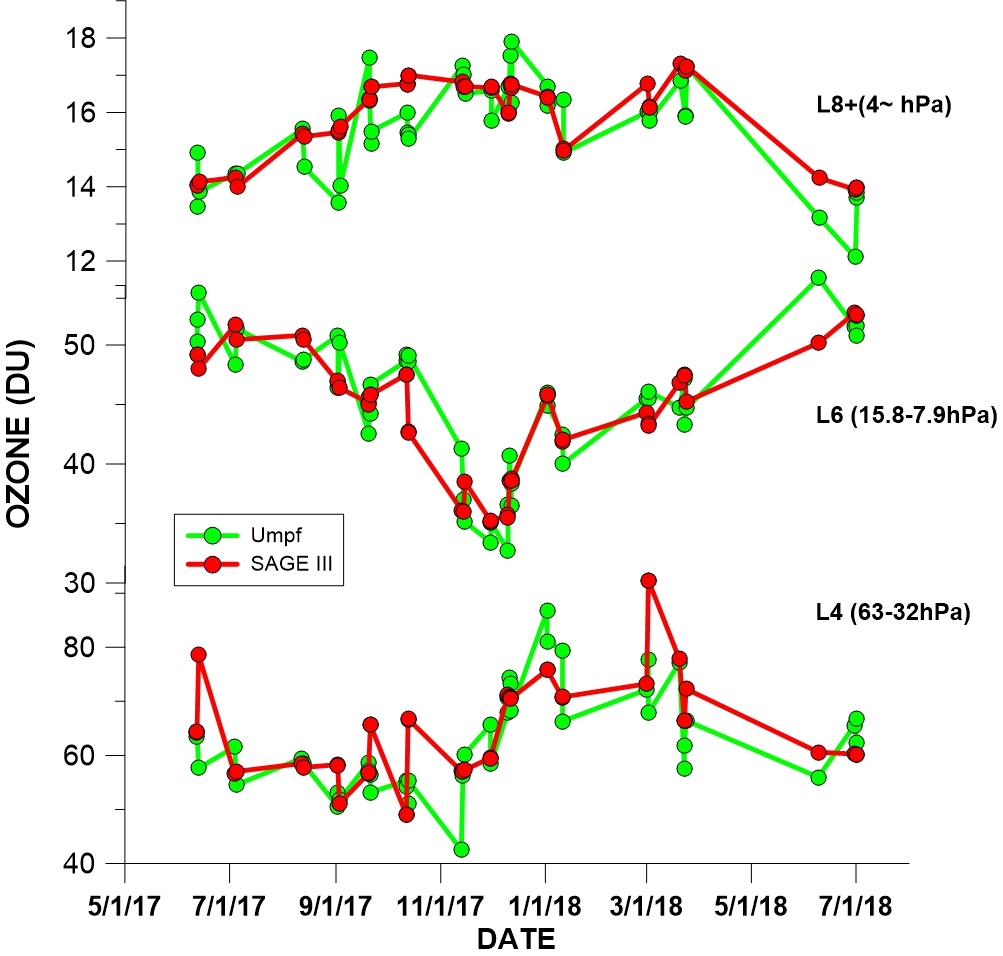 18
16
L8+(4~ hPa)
14
12
50
L6 (15.8-7.9hPa)
40
OZONE (DU)
Umpf
SAGE III
30
L4 (63-32hPa)
80
60
40
5/1/17 7/1/17 9/1/17 11/1/17 1/1/18 3/1/18 5/1/18 7/1/18
DATE